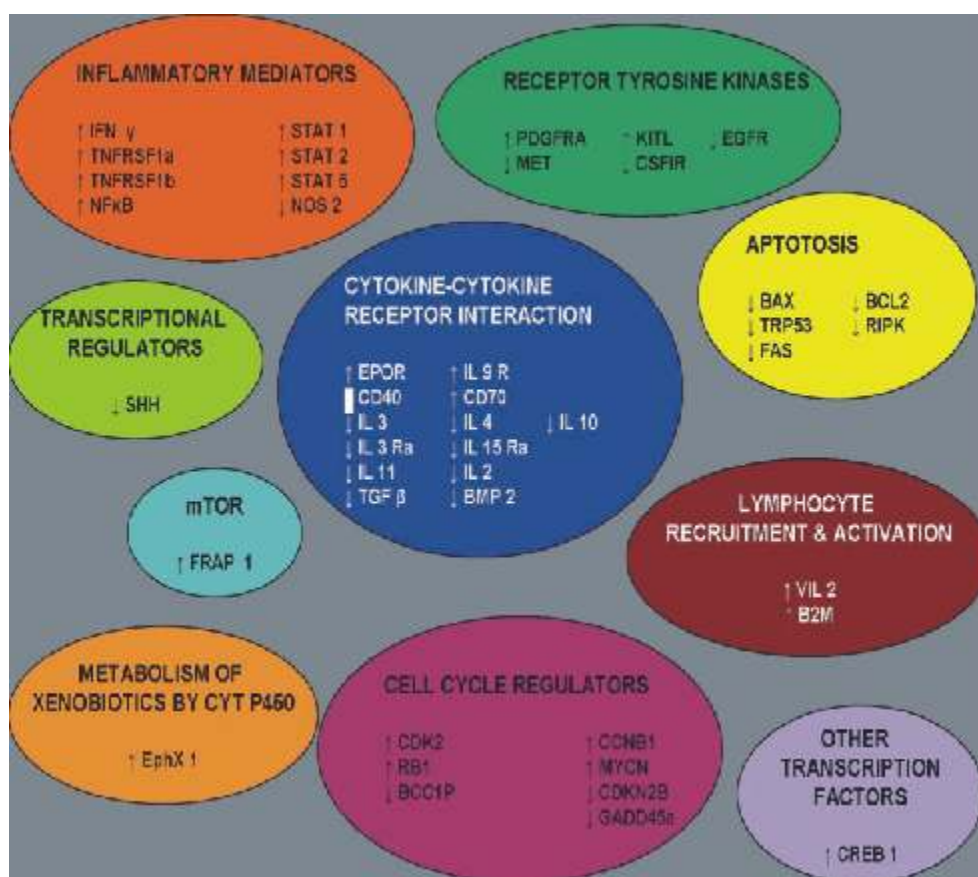 INFLAMMATORY MEDIATORS
↑ IFN γ ↑ STAT 1
↑ TNFRSF1a ↑ STAT 2
↑ TNFRSF1b ↑ STAT 5
↑ NFκB ↓ NOS 2
RECEPTOR TYROSINE KINASES
↑ PDGFRA ↑ KITL ↓ EGFR
↓ MET ↓ CSFIR
APTOTOSIS
↓ BAX ↓ BCL2
↓ TRP53 ↓ RIPK
↓ FAS
CYTOKINE-CYTOKINE
RECEPTOR INTERACTION
↑ EPOR ↑ IL 9 R
CD40 ↑ CD70
↓ IL 3 ↓ IL 4 ↓ IL 10
↓ IL 3 Ra ↓ IL 15 Ra
↓ IL 11 ↓ IL 2
↓ TGF β ↓ BMP 2
TRANSCRIPTIONAL
REGULATORS
↓ SHH
mTOR
↑ FRAP 1
LYMPHOCYTE
RECRUITMENT & ACTIVATION
↑ VIL 2
↑ B2M
METABOLISM OF
XENOBIOTICS BY CYT P450
↑ EphX 1
CELL CYCLE REGULATORS
↑ CDK2 ↑ CCNB1
↑ RB1 ↑ MYCN
↓ BCC1P ↓ CDKN2B
↓ GADD45a
OTHER
TRANSCRIPTION
FACTORS
↑ CREB 1